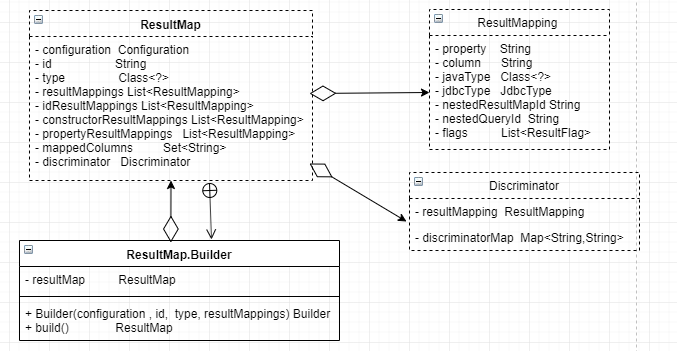 ResultMap
- configuration Configuration
- id String
- type Class<?>
- resultMappings List<ResultMapping>
- idResultMappings List<ResultMapping>
- constructorResultMappings List<ResultMapping>
- propertyResultMappings List<ResultMapping>
- mappedColumns Set<String>
- discriminator Discriminator
ResultMapping
- property String
- column String
- javaType Class<?>
- jdbcType JdbcType
- nestedResultMapId String
- nestedQueryId String
- flags List<ResultFlag>
Discriminator
- resultMapping ResultMapping
- discriminatorMap Map<String,String>
ResultMap.Builder
- resultMap ResultMap
+ Builder(configuration , id, type, resultMappings) Builder
+ build() ResultMap